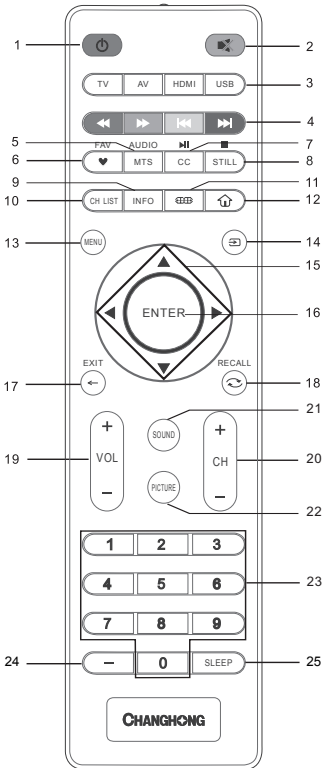 1
2
TV AV HDMI USB 3
4
5 FAV AUDIO 7
6 MTS CC STILL 8
9 11
10 CH LIST INFO 12
13 MENU 14
15
ENTER 16
EXIT RECALL
17 18
21
+ SOUND +
19 VOL CH 20
− PICTURE −
22
1 2 3
4 5 6 23
7 8 9
24 − 0 SLEEP 25
CHANGHONG